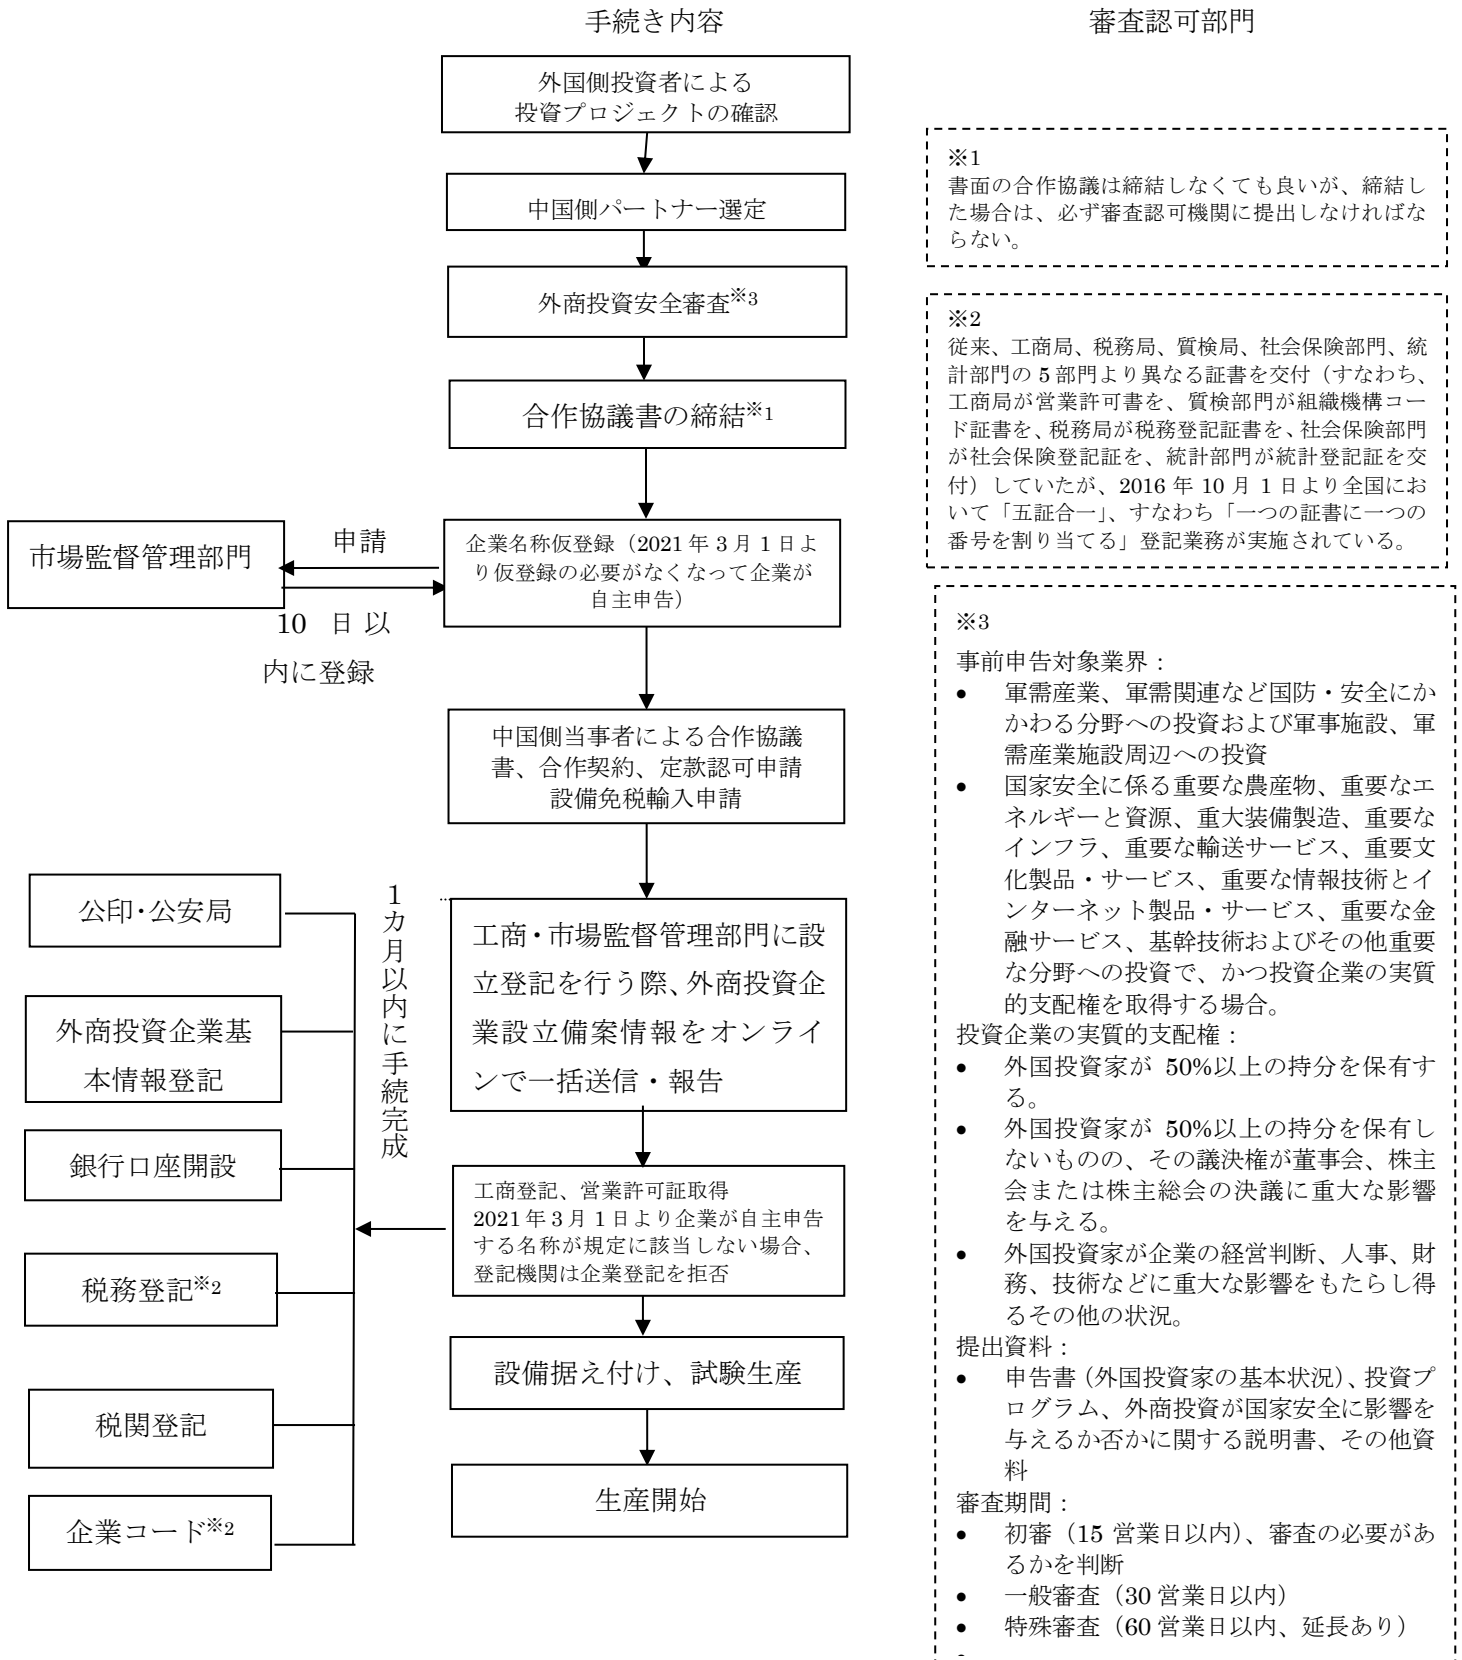 手続き内容
審査認可部門
外国側投資者による
投資プロジェクトの確認
中国側パートナー選定
外商投資安全審査※3
合作協議書の締結※1
企業名称仮登録（2021年3月1日よ
り仮登録の必要がなくなって企業が
自主申告）
市場監督管理部門
申請
10 日以
内に登録
中国側当事者による合作協議
書、合作契約、定款認可申請
設備免税輸入申請
工商・市場監督管理部門に設
立登記を行う際、外商投資企
業設立備案情報をオンライ
ンで一括送信・報告
工商登記、営業許可証取得
2021年3月1日より企業が自主申告
する名称が規定に該当しない場合、
登記機関は企業登記を拒否
設備据え付け、試験生産
生産開始
1カ月以内に手続完成
公印・公安局
外商投資企業基
本情報登記
銀行口座開設
税務登記※2
税関登記
企業コード※2
※1
書面の合作協議は締結しなくても良いが、締結し
た場合は、必ず審査認可機関に提出しなければな
らない。
※2
従来、工商局、税務局、質検局、社会保険部門、統
計部門の5部門より異なる証書を交付（すなわち、
工商局が営業許可書を、質検部門が組織機構コー
ド証書を、税務局が税務登記証書を、社会保険部門
が社会保険登記証を、統計部門が統計登記証を交
付）していたが、2016年10月1日より全国にお
いて「五証合一」、すなわち「一つの証書に一つの
番号を割り当てる」登記業務が実施されている。
※3
事前申告対象業界：
• 軍需産業、軍需関連など国防・安全にか
かわる分野への投資および軍事施設、軍
需産業施設周辺への投資
• 国家安全に係る重要な農産物、重要なエ
ネルギーと資源、重大装備製造、重要な
インフラ、重要な輸送サービス、重要文
化製品・サービス、重要な情報技術とイ
ンターネット製品・サービス、重要な金
融サービス、基幹技術およびその他重要
な分野への投資で、かつ投資企業の実質
的支配権を取得する場合。
投資企業の実質的支配権：
• 外国投資家が 50%以上の持分を保有す
る。
• 外国投資家が 50%以上の持分を保有し
ないものの、その議決権が董事会、株主
会または株主総会の決議に重大な影響
を与える。
• 外国投資家が企業の経営判断、人事、財
務、技術などに重大な影響をもたらし得
るその他の状況。
提出資料：
• 申告書（外国投資家の基本状況）、投資プ
ログラム、外商投資が国家安全に影響を
与えるか否かに関する説明書、その他資
料
審査期間：
• 初審（15営業日以内）、審査の必要があ
るかを判断
• 一般審査（30営業日以内）
• 特殊審査（60営業日以内、延長あり）